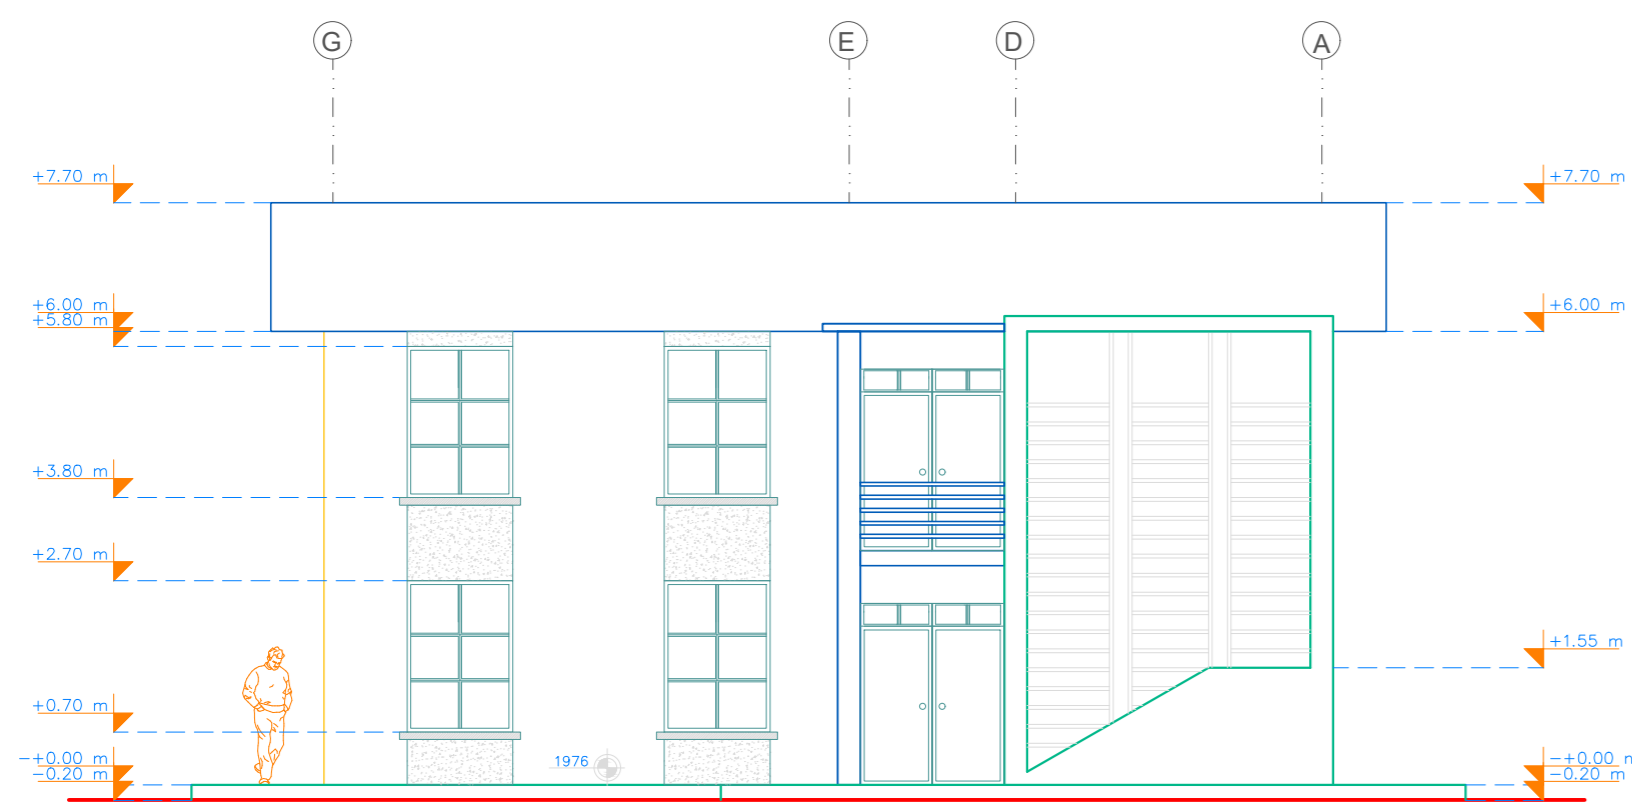 G E D A
+7.70 m +7.70 m
+6.00 m +6.00 m
+5.80 m
+3.80 m
+2.70 m
+1.55 m
+0.70 m
1976
-+0.00 m -+0.00 m
-0.20 m -0.20 m